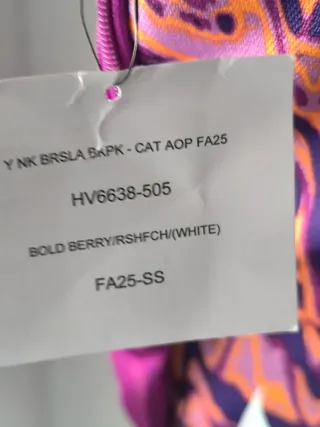 Y NK BRSLA BKPK - CAT AOP FA25
HV6638-505
BOLD BERRY/RSHFCH/(WHITE)
FA25-SS